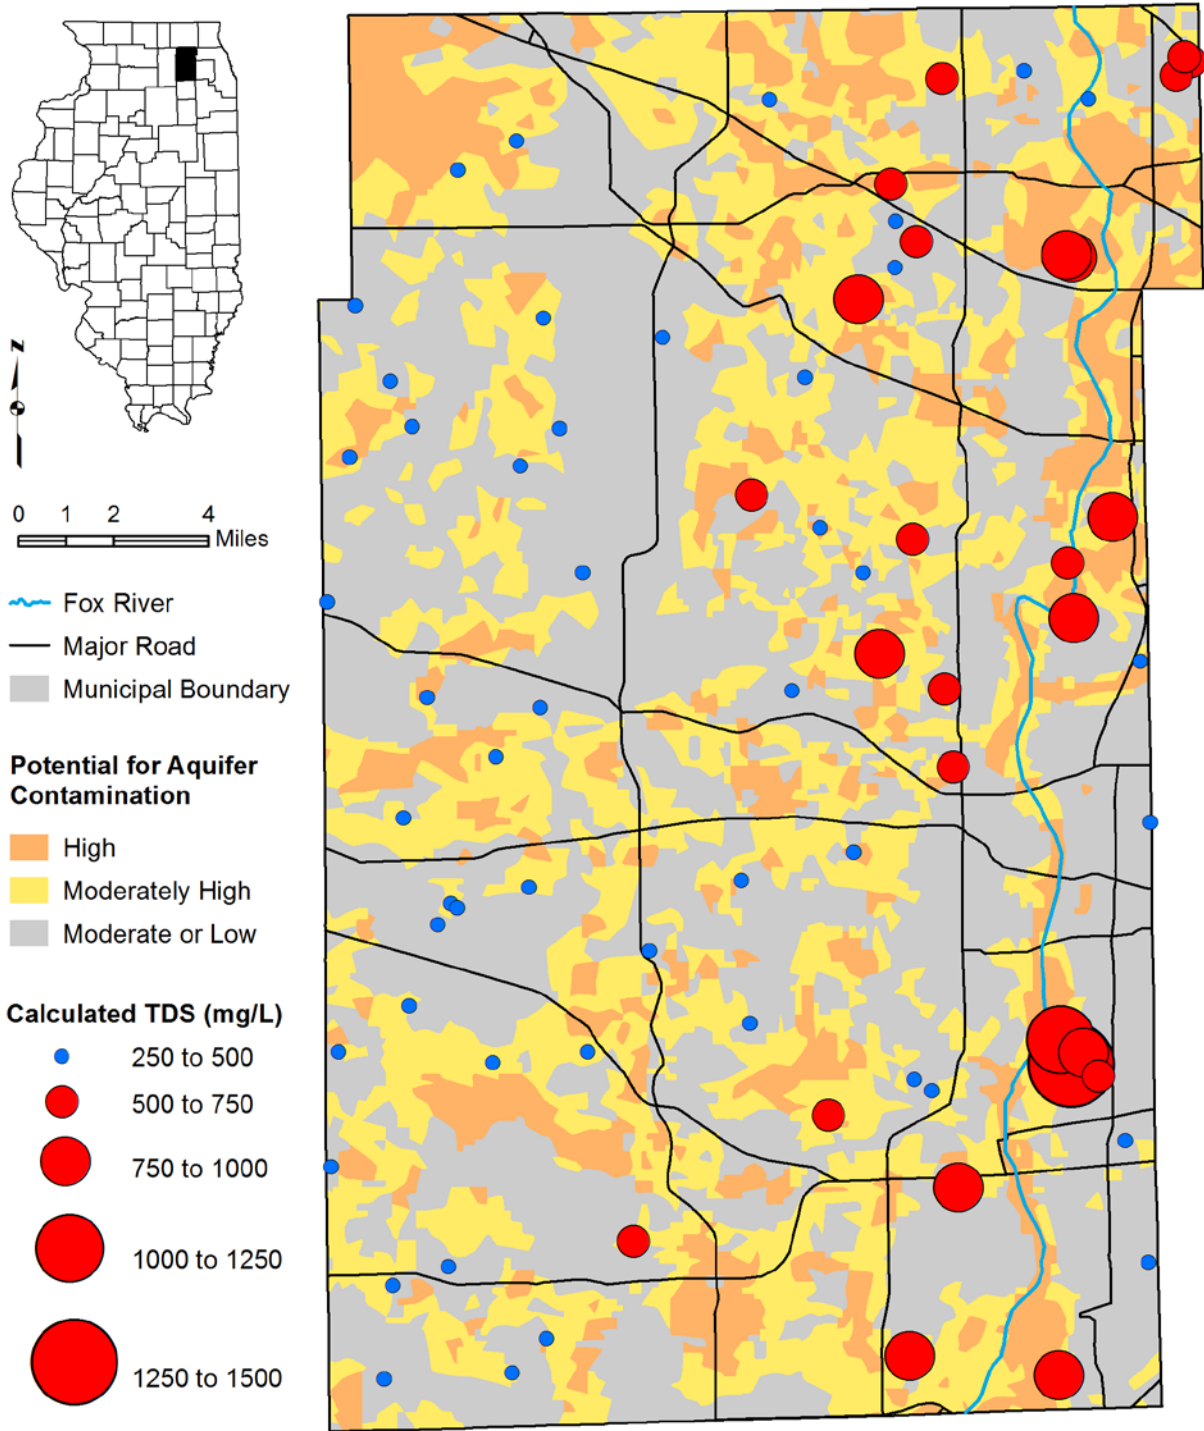 N
0 1 2 4
Miles
Fox River
Major Road
Municipal Boundary
Potential for Aquifer
Contamination
High
Moderately High
Moderate or Low
Calculated TDS (mg/L)
250 to 500
500 to 750
750 to 1000
1000 to 1250
1250 to 1500